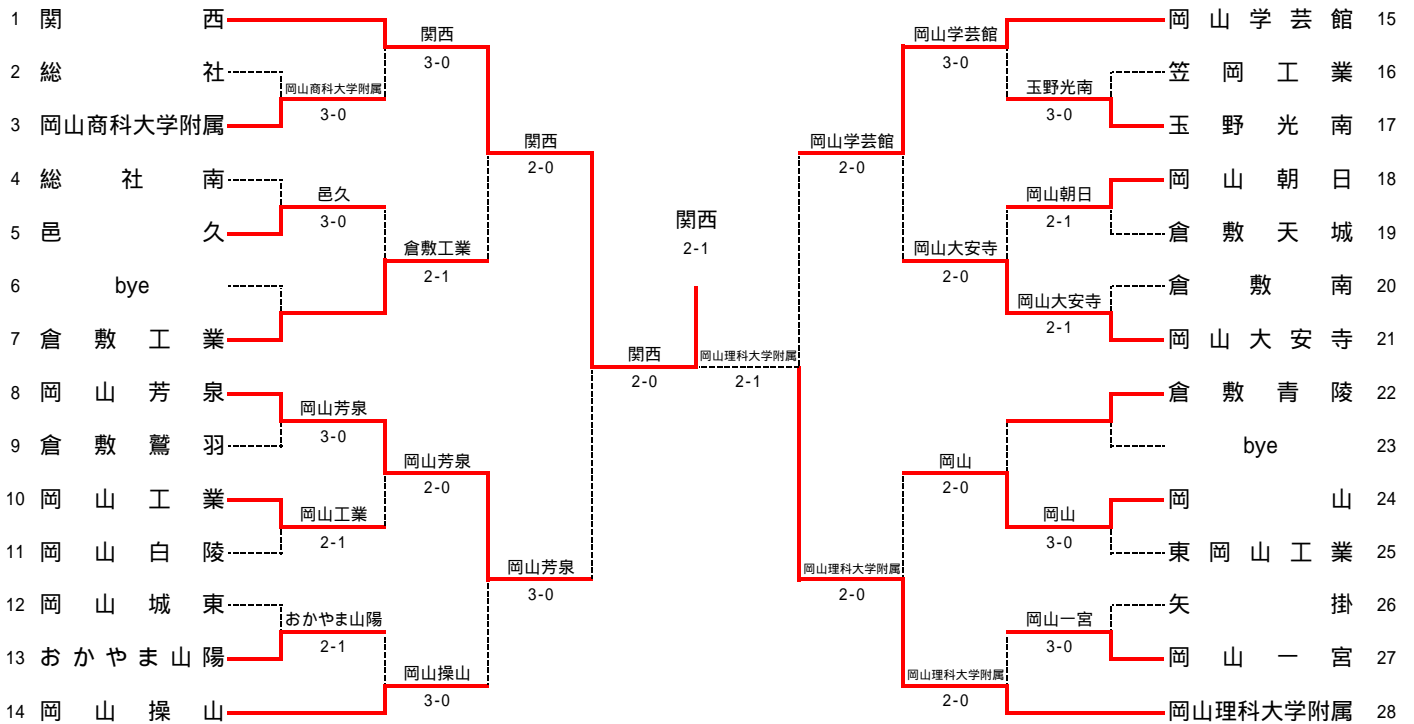 1 関西
2 総社
3 岡山商科大学附属
4 総社南
5 邑久
6 bye
7 倉敷工業
8 岡山芳泉
9 倉敷鷲羽
10 岡山工業
11 岡山白陵
12 岡山城東
13 おかやま山陽
14 岡山操山
岡山商科大学附属
3-0
邑久
3-0
岡山芳泉
3-0
岡山工業
2-1
おかやま山陽
2-1
関西
3-0
倉敷工業
2-1
岡山芳泉
2-0
岡山操山
3-0
関西
2-0
岡山芳泉
3-0
関西
2-0
関西
2-1
岡山理科大学附属
2-1
岡山学芸館
2-0
岡山理科大学附属
2-0
岡山学芸館
3-0
岡山大安寺
2-0
岡山
2-0
岡山理科大学附属
2-0
玉野光南
3-0
岡山朝日
2-1
岡山大安寺
2-1
岡山
3-0
岡山一宮
3-0
岡山学芸館 15
笠岡工業 16
玉野光南 17
岡山朝日 18
倉敷天城 19
倉敷南 20
岡山大安寺 21
倉敷青陵 22
bye 23
岡山 24
東岡山工業 25
矢掛 26
岡山一宮 27
岡山理科大学附属 28